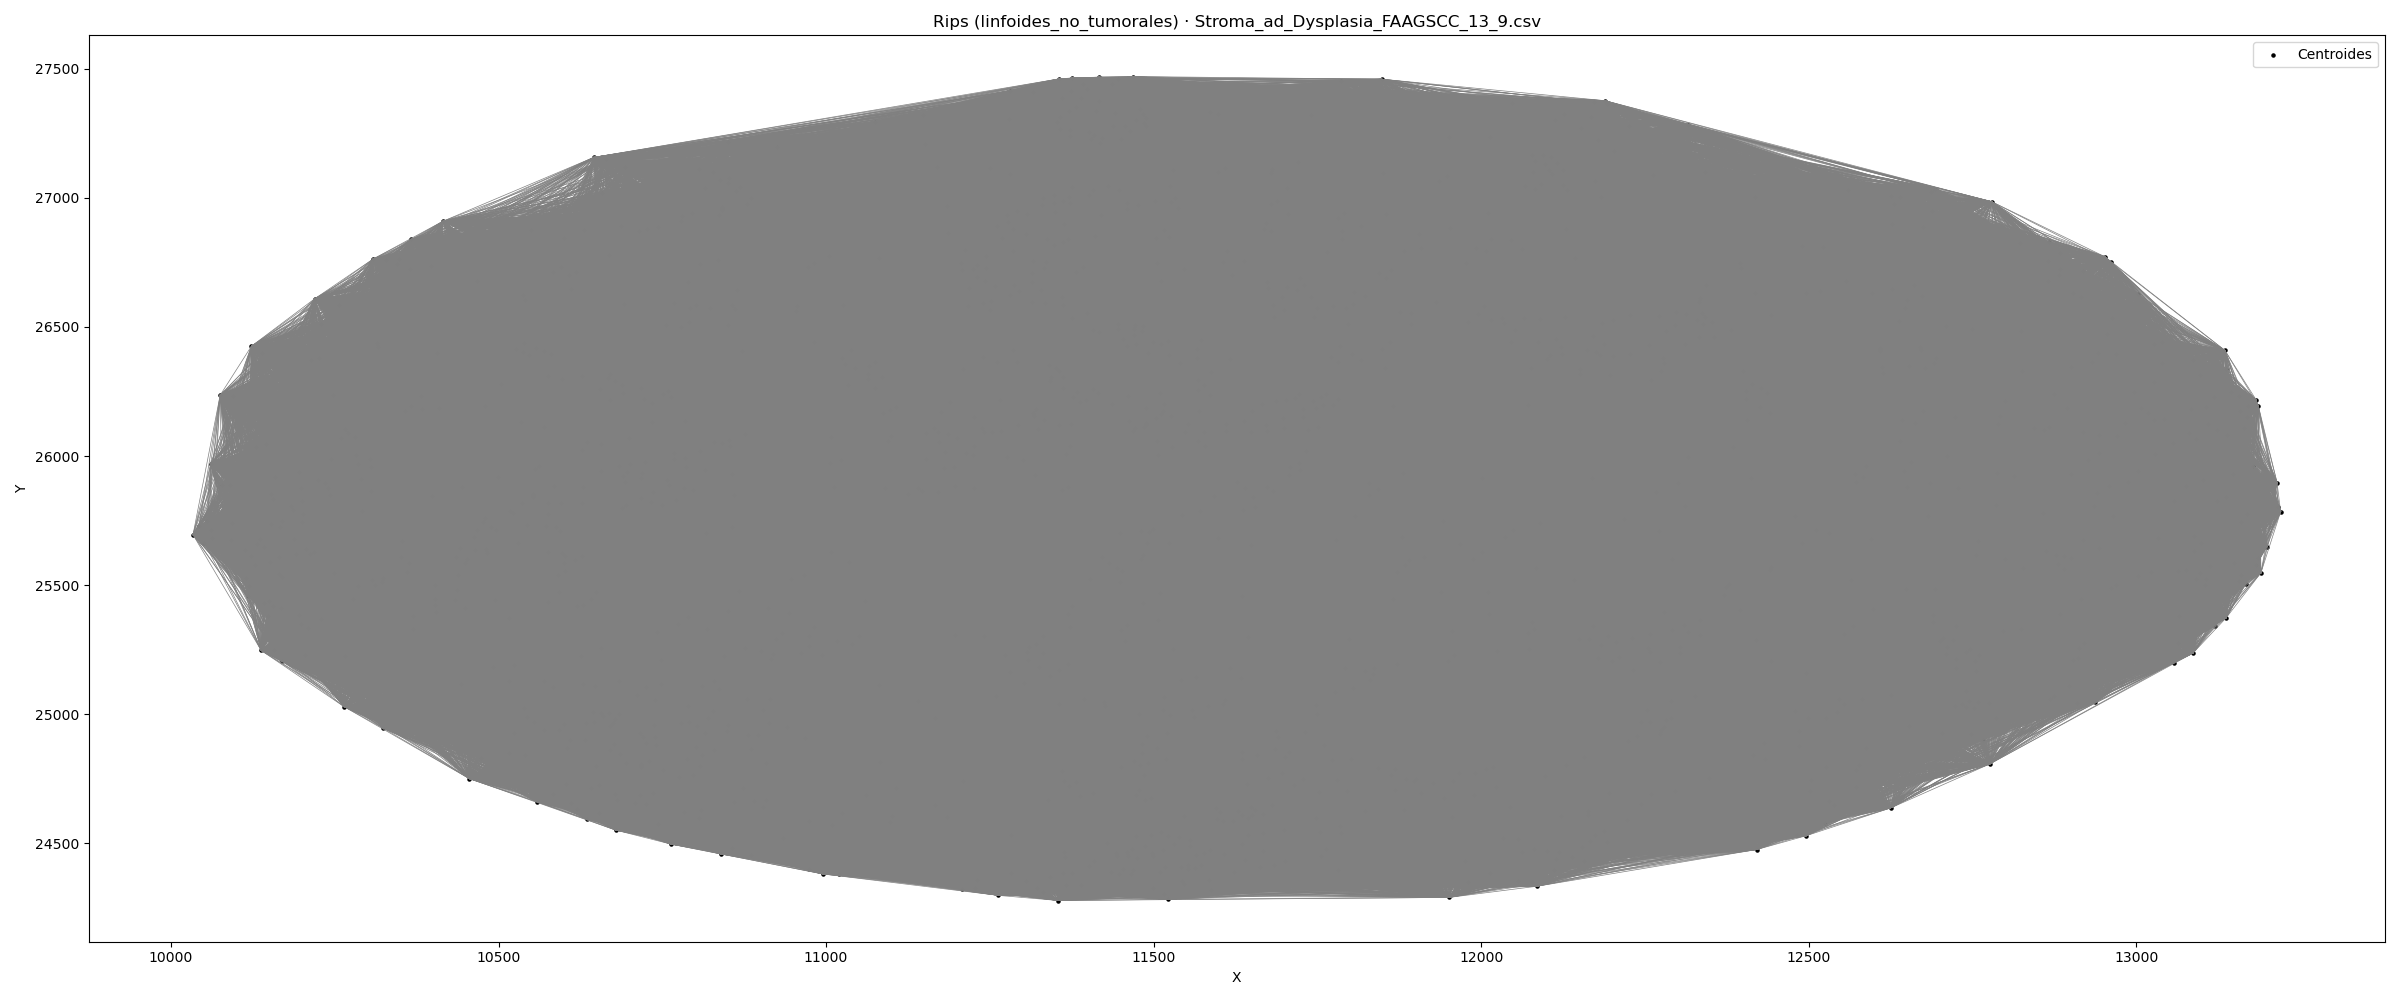 Rips (linfoides_no_tumorales) · Stroma_ad_Dysplasia_FAAGSCC_13_9.csv
Centroides
27500
27000
26500
26000
25500
25000
24500
Y
10000 10500 11000 11500 12000 12500 13000
X